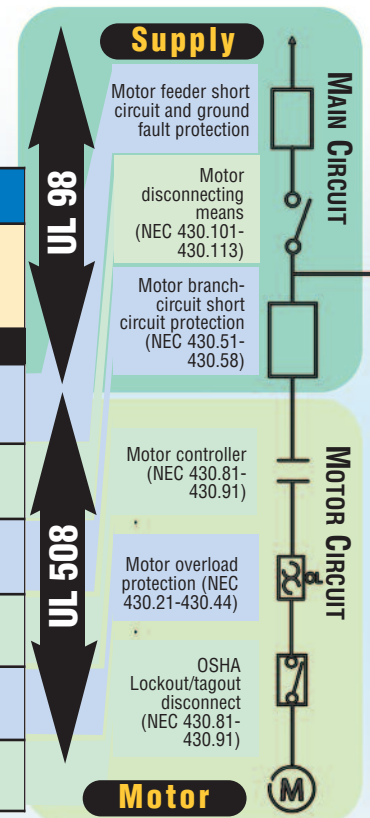 Supply
Motor feeder short
circuit and ground
fault protection
Motor
disconnecting
means
(NEC 430.101-
430.113)
Motor branch-
circuit short
circuit protection
(NEC 430.51-
430.58)
MAIN CIRCUIT
UL 98
Motor controller
(NEC 430.81-
430.91)
Motor overload
protection (NEC
430.21-430.44)
OL
OSHA
Lockout/tagout
disconnect
(NEC 430.81-
430.91)
MOTOR CIRCUIT
UL 508
Motor
M